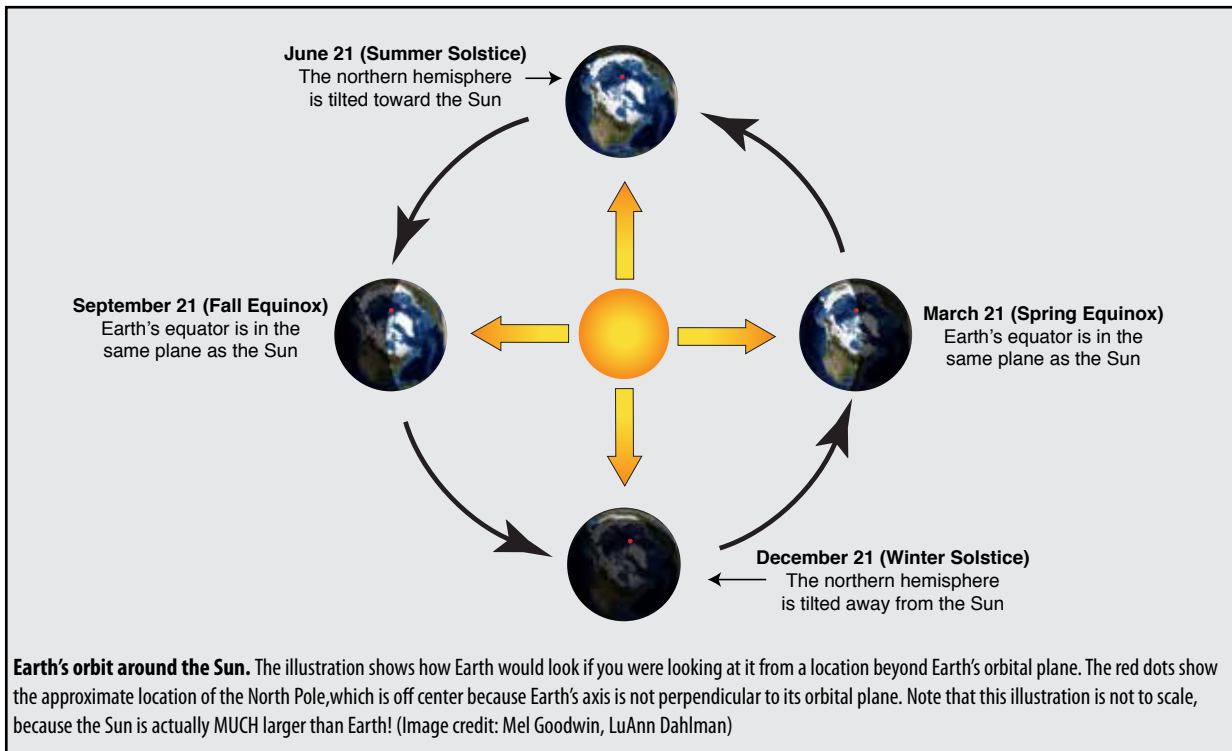 June 21 (Summer Solstice)
The northern hemisphere
is tilted toward the Sun
September 21 (Fall Equinox)
Earth's equator is in the
same plane as the Sun
March 21 (Spring Equinox)
Earth's equator is in the
same plane as the Sun
December 21 (Winter Solstice)
The northern hemisphere
is tilted away from the Sun
Earth's orbit around the Sun. The illustration shows how Earth would look if you were looking at it from a location beyond Earth's orbital plane. The red dots show
the approximate location of the North Pole,which is off center because Earth's axis is not perpendicular to its orbital plane. Note that this illustration is not to scale,
because the Sun is actually MUCH larger than Earth! (Image credit: Mel Goodwin, LuAnn Dahlman)